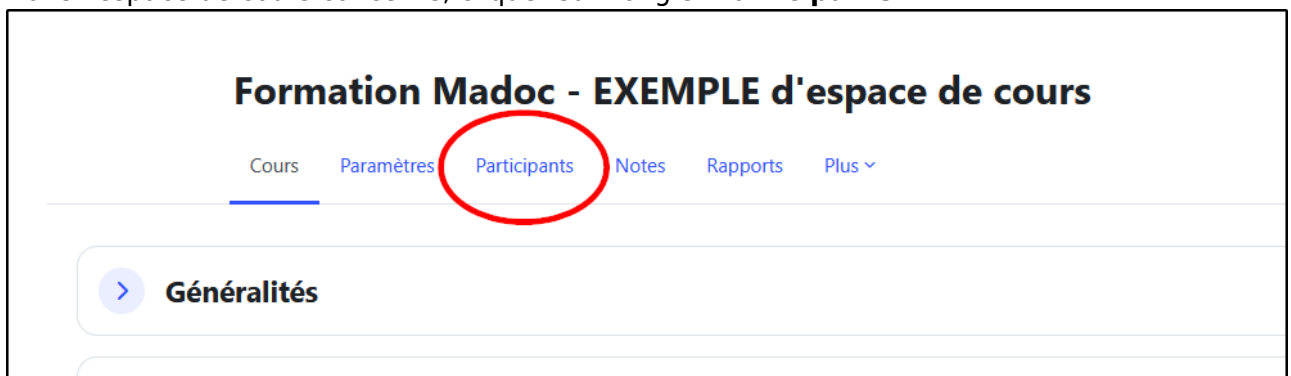 Formation Madoc - EXEMPLE d'espace de cours
Cours Paramètres Participants Notes Rapports Plus
Généralités